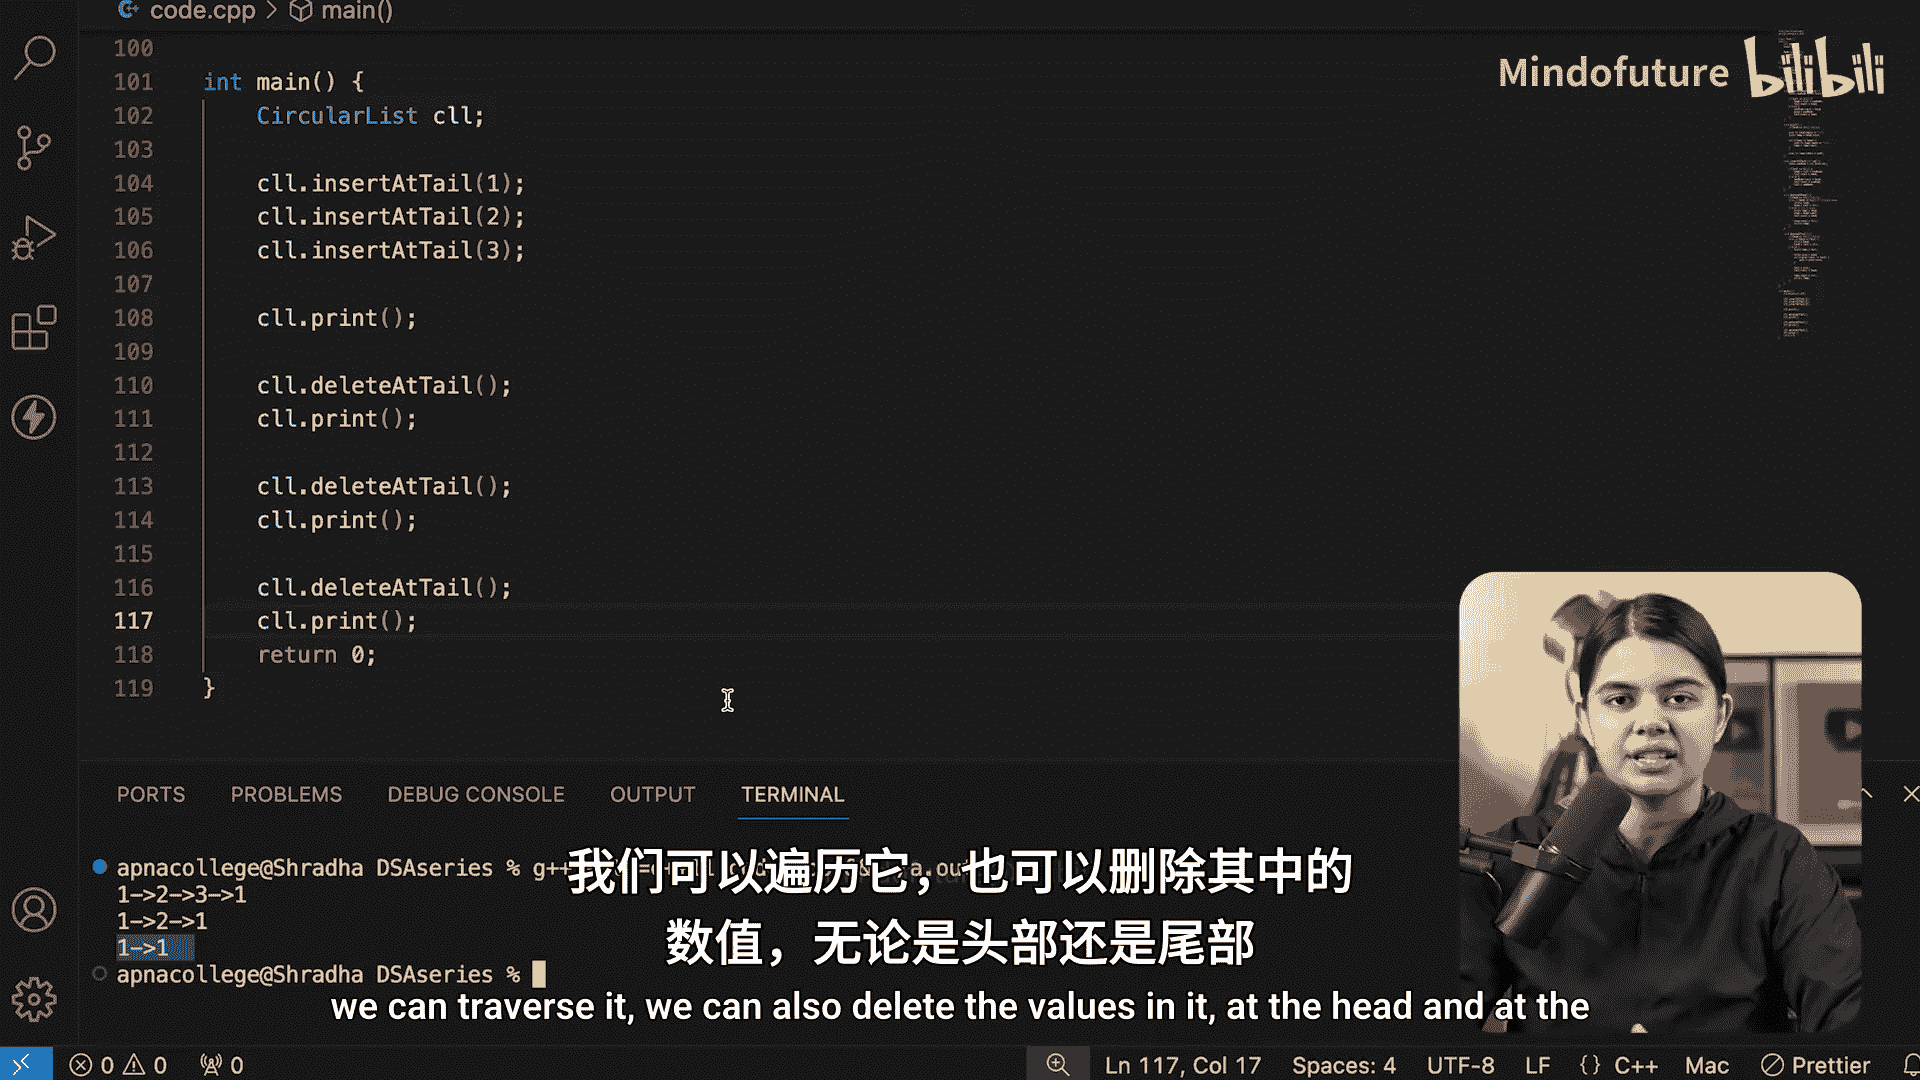 code.cpp > main()
Mindofuture bilibili
100
101 int main() {
102 CircularList cll;
103
104 cll.insertAtTail(1);
105 cll.insertAtTail(2);
106 cll.insertAtTail(3);
107
108 cll.print();
109
110 cll.deleteAtTail();
111 cll.print();
112
113 cll.deleteAtTail();
114 cll.print();
115
116 cll.deleteAtTail();
117 cll.print();
118 return 0;
119 }
PORTS PROBLEMS DEBUG CONSOLE OUTPUT TERMINAL
apnacollege@Shradha DSAseries % g++
1->2->3->1
1->2->1
1->1
apnacollege@Shradha DSAseries %
我们可以遍历它，也可以删除其中的
数值，无论是头部还是尾部
we can traverse it, we can also delete the values in it, at the head and at the
0 0 0 Ln 117, Col 17 Spaces: 4 UTF-8 LF {} C++ Mac Prettier